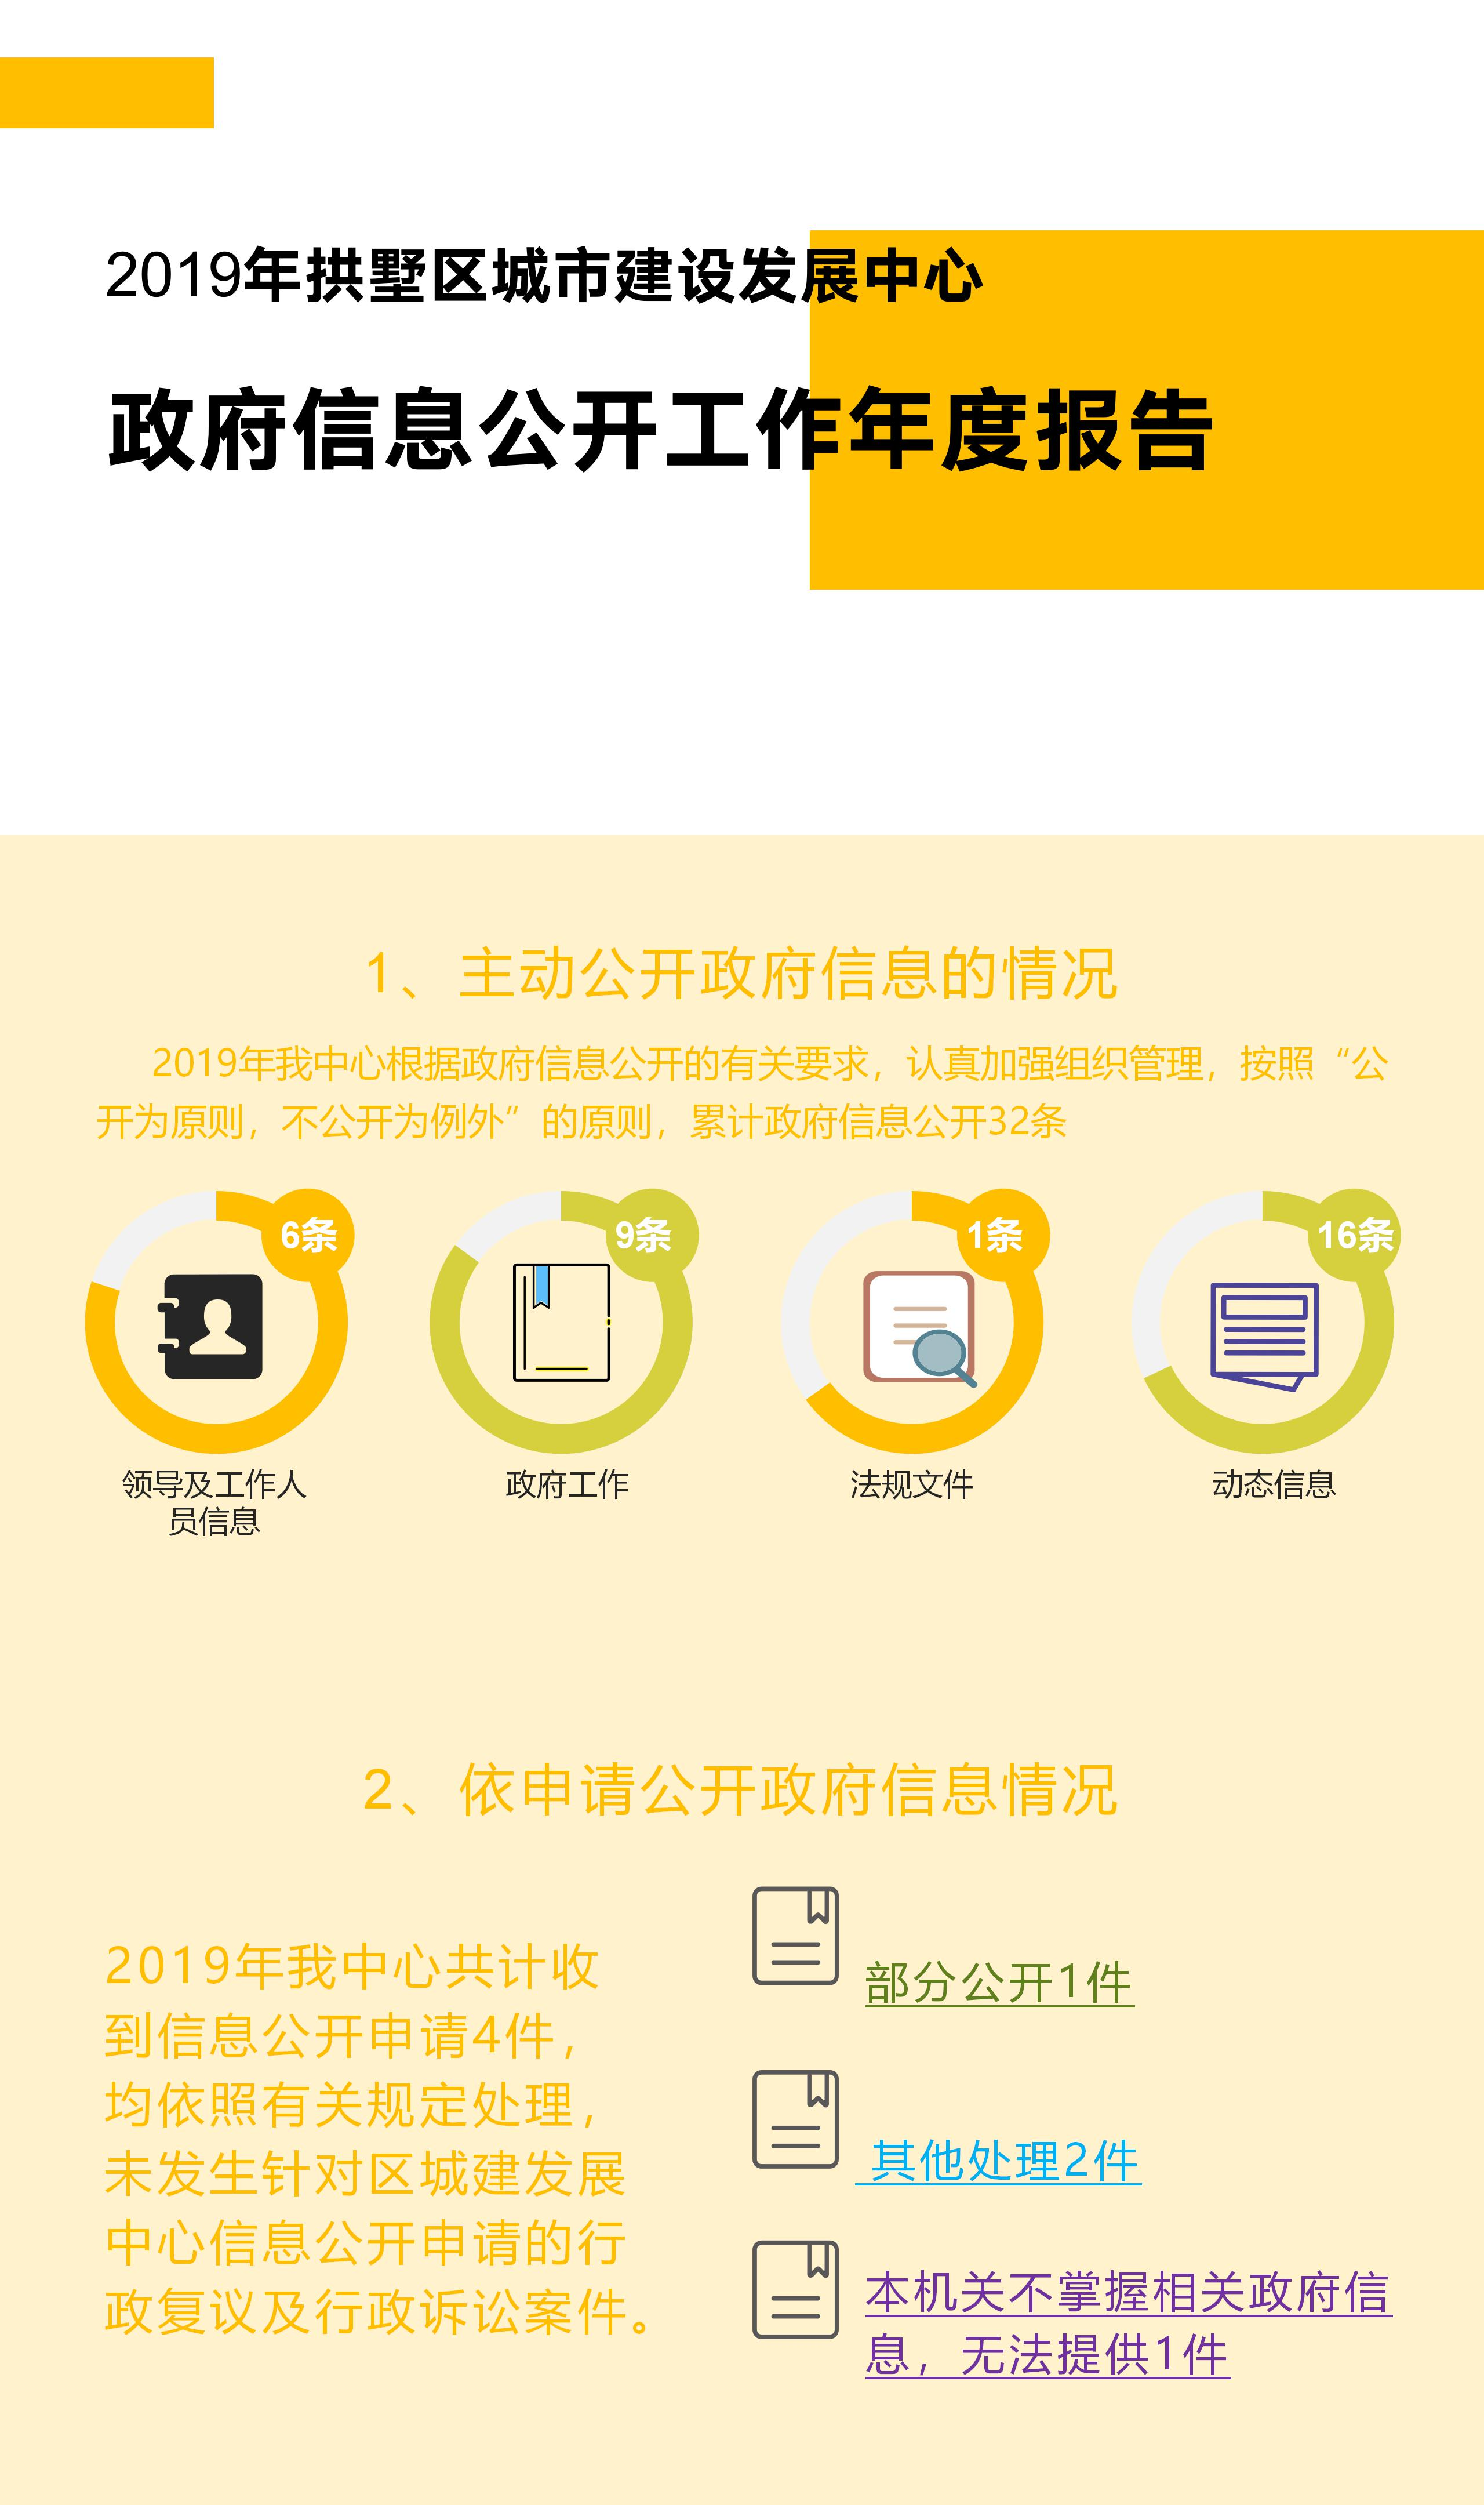 2019年拱墅区城市建设发展中心
政府信息公开工作年度报告
1、主动公开政府信息的情况
2019年我中心根据政府信息公开的有关要求，认真加强组织管理，按照“公
开为原则，不公开为例外”的原则，累计政府信息公开32条
6条
9条
1条
16条
领导及工作人
员信息
政府工作
法规文件
动态信息
2、依申请公开政府信息情况
2019年我中心共计收
到信息公开申请4件，
均依照有关规定处理，
未发生针对区城建发展
中心信息公开申请的行
政复议及行政诉讼案件。
部分公开1件
其他处理2件
本机关不掌握相关政府信
息，无法提供1件